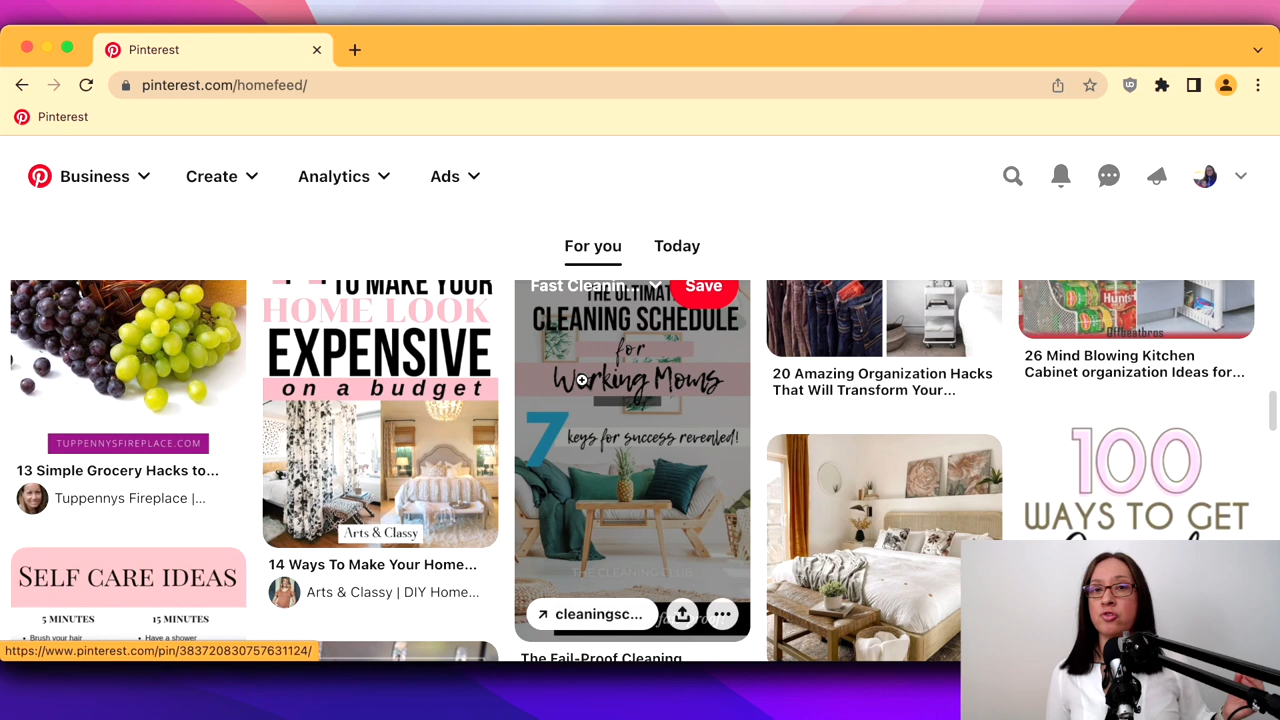 Pinterest
pinterest.com/homefeed/
Pinterest
Business
Create
Analytics
Ads
For you
Today
TUPPENNYSFIREPLACE.COM
13 Simple Grocery Hacks to...
Tuppennys Fireplace |...
SELF CARE IDEAS
5 MINUTES
15 MINUTES
• Brush your hair
• Have a shower
TO MAKE YOUR
HOME LOOK
EXPENSIVE
on a budget
Arts & Classy
14 Ways To Make Your Home...
Arts & Classy | DIY Home...
Fast Cleanin...
Save
THE ULTIMATE
CLEANING SCHEDULE
for
Working Moms
7 keys for success revealed!
THE CLEANING CLUB
cleaningsc...
The Fail-Proof Cleaning
20 Amazing Organization Hacks
That Will Transform Your...
Hunt's
Offbeatbros
26 Mind Blowing Kitchen
Cabinet organization Ideas for...
100
WAYS TO GET
https://www.pinterest.com/pin/383720830757631124/